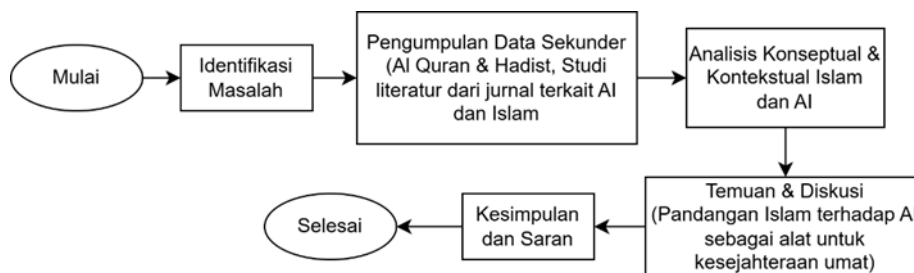 Mulai
Identifikasi
Masalah
Pengumpulan Data Sekunder
(Al Quran & Hadist, Studi
literatur dari jurnal terkait AI
dan Islam
Analisis Konseptual &
Kontekstual Islam
dan AI
Temuan & Diskusi
(Pandangan Islam terhadap AI
sebagai alat untuk
kesejahteraan umat)
Kesimpulan
dan Saran
Selesai